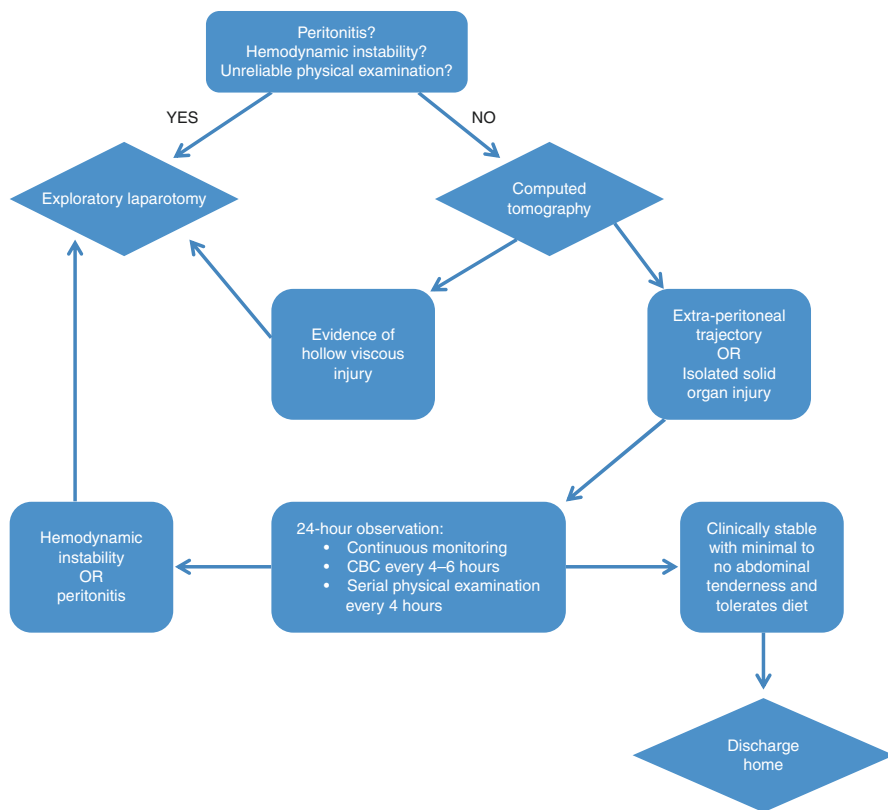 Peritonitis?
Hemodynamic instability?
Unreliable physical examination?
YES
NO
Exploratory laparotomy
Computed
tomography
Evidence of
hollow viscous
injury
Extra-peritoneal
trajectory
OR
Isolated solid
organ injury
Hemodynamic
instability
OR
peritonitis
24-hour observation:
• Continuous monitoring
• CBC every 4–6 hours
• Serial physical examination
every 4 hours
Clinically stable
with minimal to
no abdominal
tenderness and
tolerates diet
Discharge
home